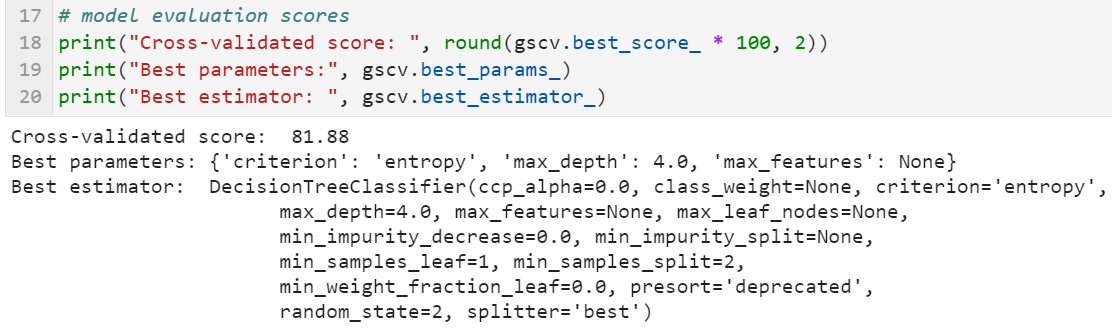 17 # model evaluation scores
18 print("Cross-validated score: ", round(gscv.best_score_ * 100, 2))
19 print("Best parameters:", gscv.best_params_)
20 print("Best estimator: ", gscv.best_estimator_)
Cross-validated score:  81.88
Best parameters: {'criterion': 'entropy', 'max_depth': 4.0, 'max_features': None}
Best estimator:  DecisionTreeClassifier(ccp_alpha=0.0, class_weight=None, criterion='entropy',
                       max_depth=4.0, max_features=None, max_leaf_nodes=None,
                       min_impurity_decrease=0.0, min_impurity_split=None,
                       min_samples_leaf=1, min_samples_split=2,
                       min_weight_fraction_leaf=0.0, presort='deprecated',
                       random_state=2, splitter='best')